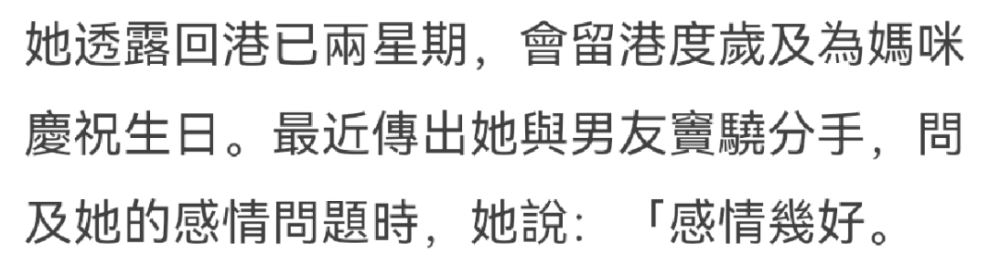 她透露回港已兩星期，會留港度歲及為媽咪
慶祝生日。最近傳出她與男友竇驍分手，問
及她的感情問題時，她說：「感情幾好。